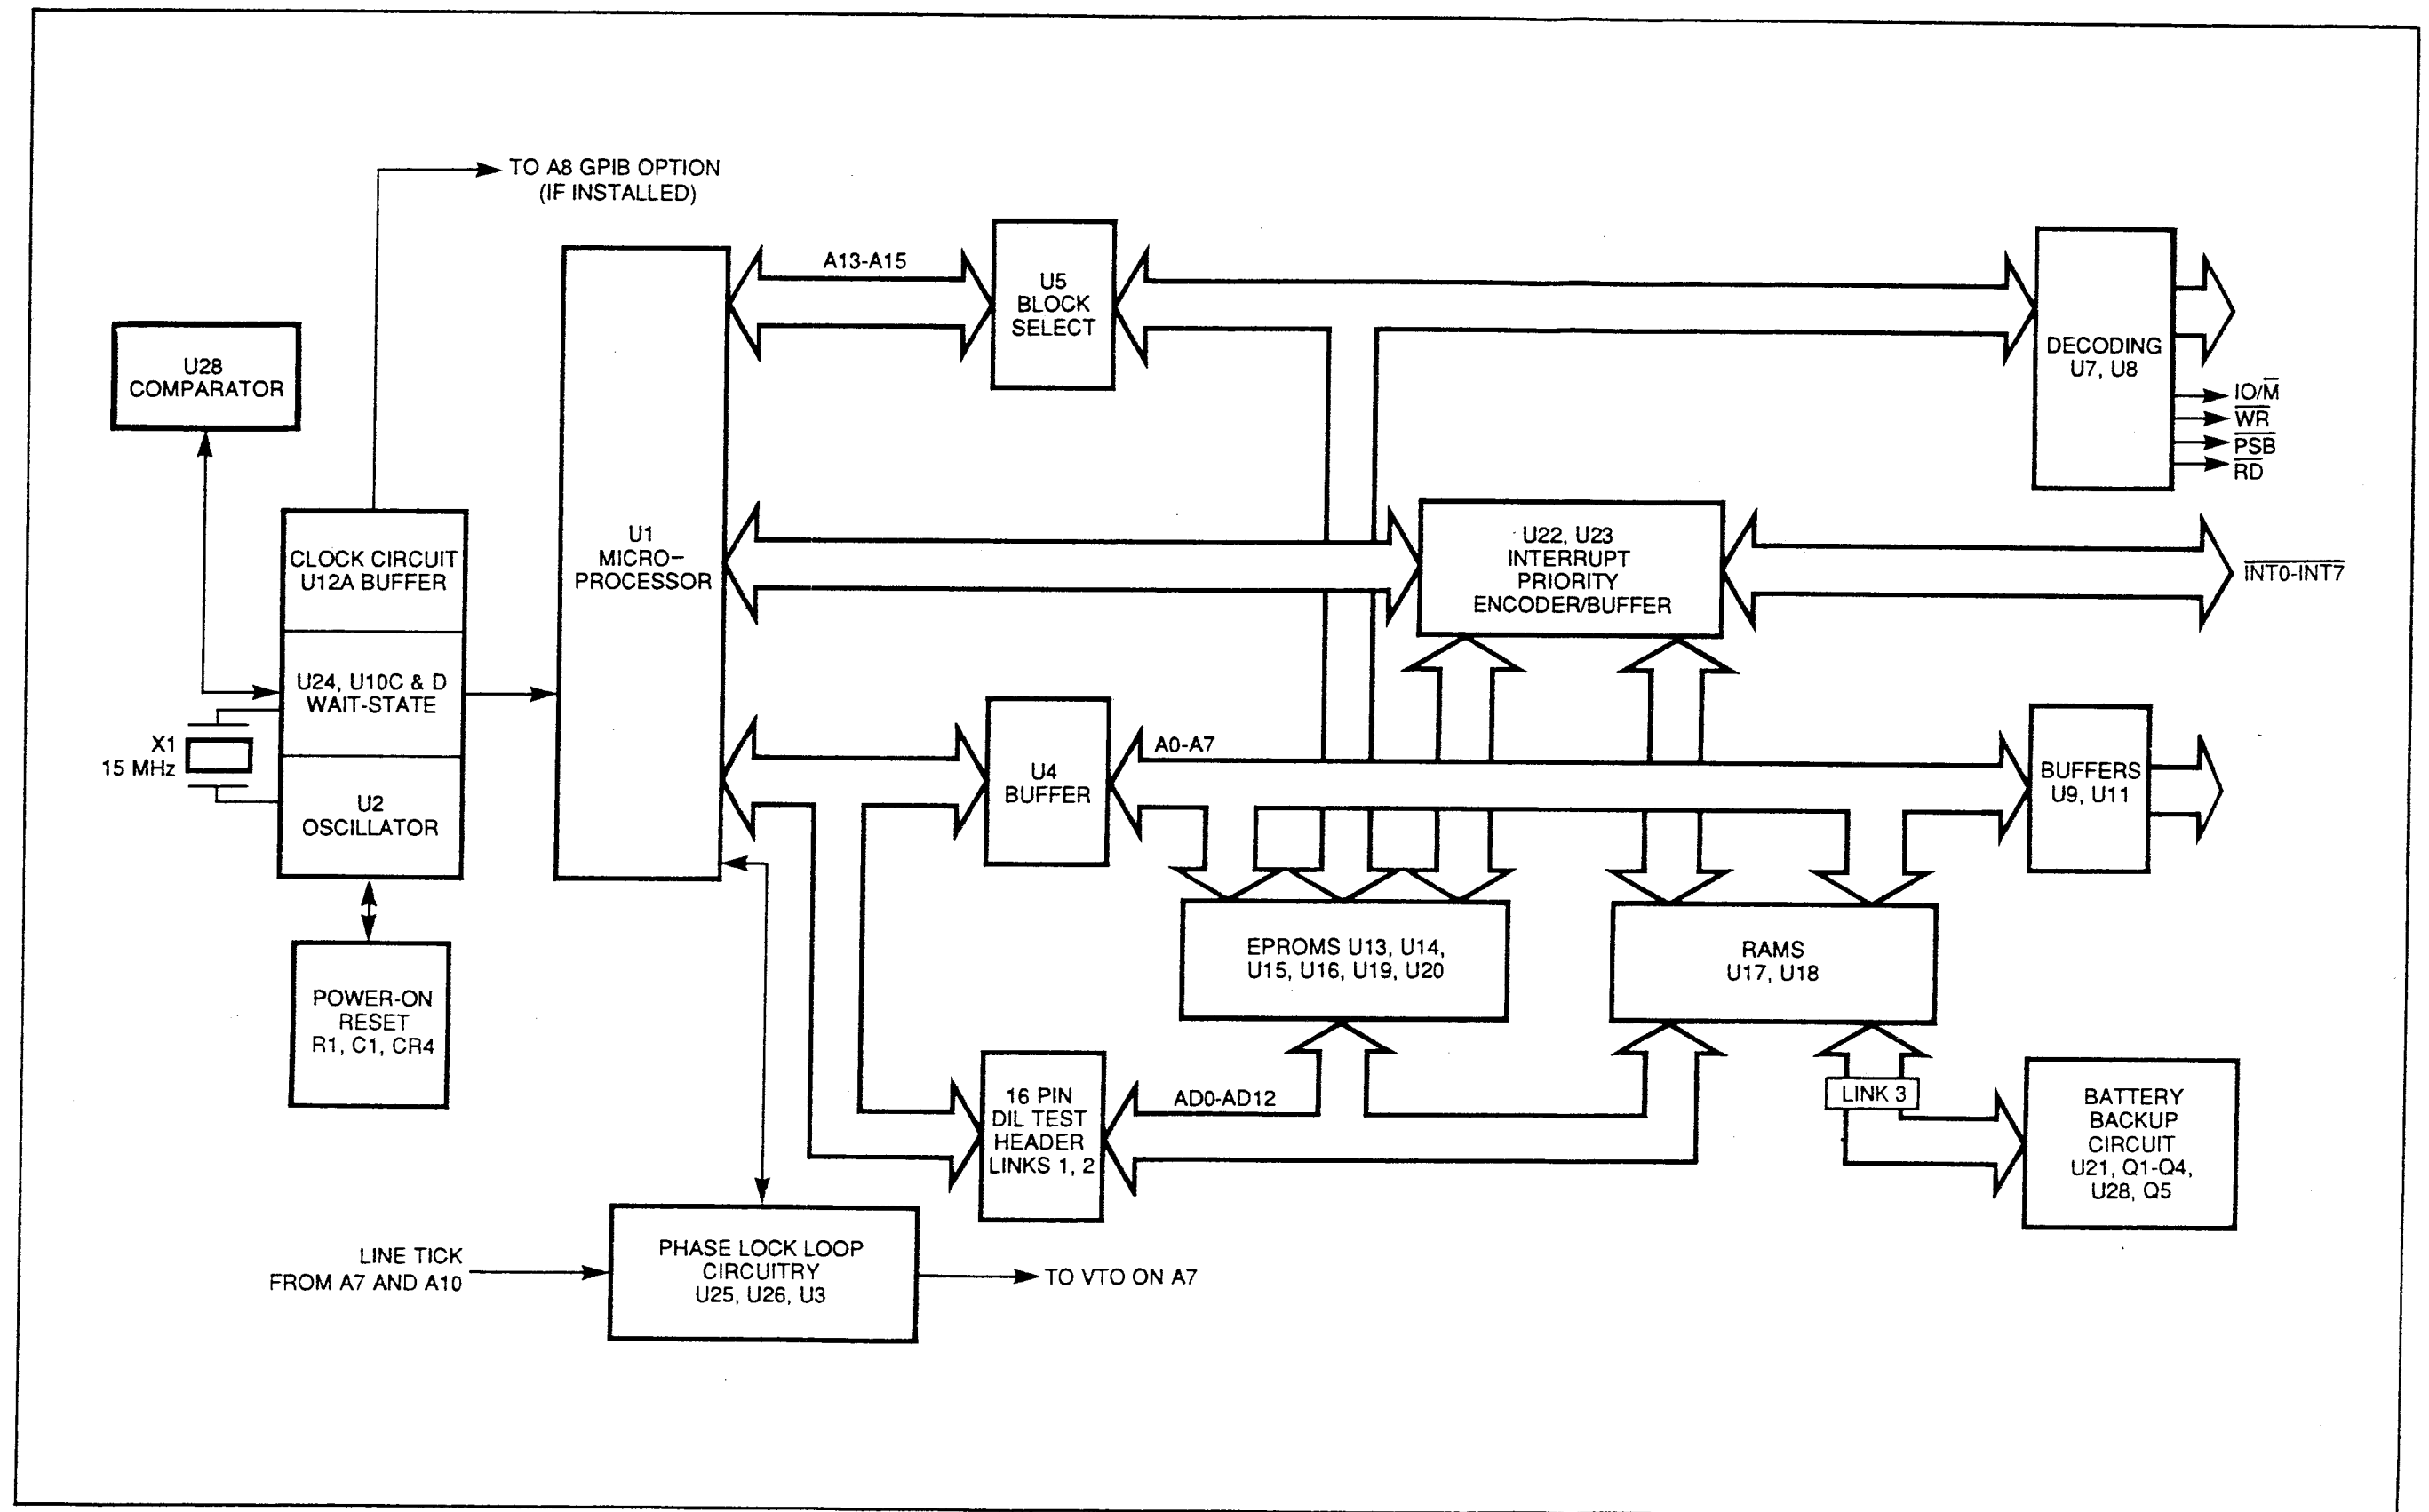 TO A8 GPIB OPTION
(IF INSTALLED)
A13-A15
U5
BLOCK
SELECT
DECODING
U7, U8
IO/M̅
W̅R̅
P̅S̅B̅
R̅D̅
U28
COMPARATOR
CLOCK CIRCUIT
U12A BUFFER
U24, U10C & D
WAIT-STATE
U2
OSCILLATOR
X1
15 MHz
U1
MICRO-
PROCESSOR
U22, U23
INTERRUPT
PRIORITY
ENCODER/BUFFER
I̅N̅T̅0̅-̅I̅N̅T̅7̅
U4
BUFFER
A0-A7
BUFFERS
U9, U11
POWER-ON
RESET
R1, C1, CR4
EPROMS U13, U14,
U15, U16, U19, U20
RAMS
U17, U18
16 PIN
DIL TEST
HEADER
LINKS 1, 2
AD0-AD12
LINK 3
BATTERY
BACKUP
CIRCUIT
U21, Q1-Q4,
U28, Q5
LINE TICK
FROM A7 AND A10
PHASE LOCK LOOP
CIRCUITRY
U25, U26, U3
TO VTO ON A7